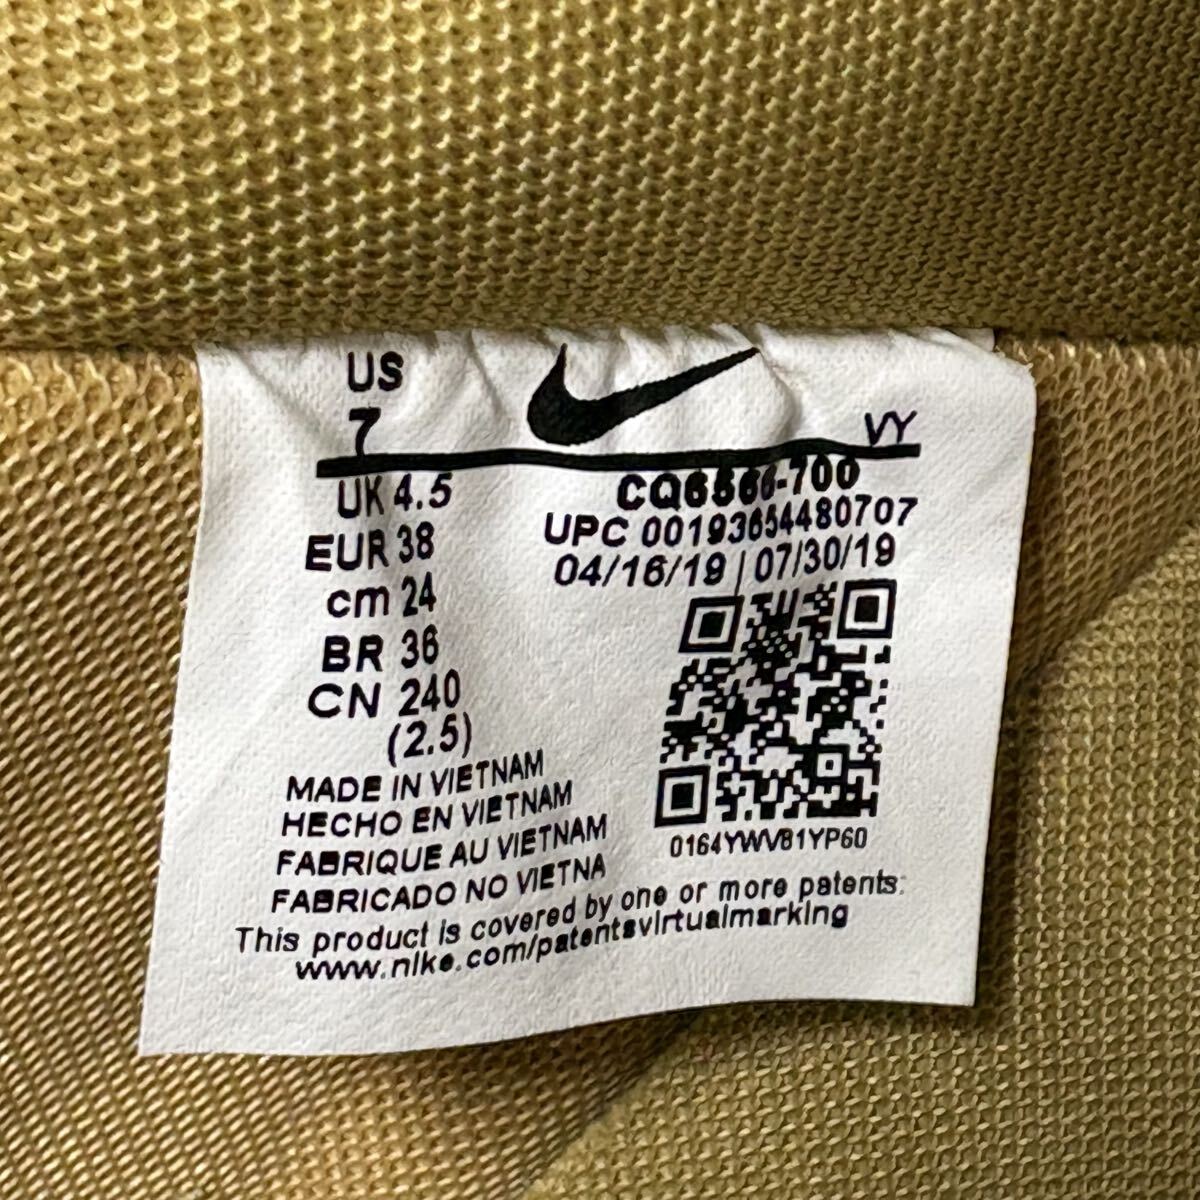 US
7
VY
UK 4.5
EUR 38
cm 24
BR 36
CN 240
(2.5)
CQ6566-700
UPC 00193654480707
04/16/19 | 07/30/19
0164YWVB1YP60
MADE IN VIETNAM
HECHO EN VIETNAM
FABRIQUE AU VIETNAM
FABRICADO NO VIETNA
This product is covered by one or more patents:
www.nike.com/patentsvirtualmarking